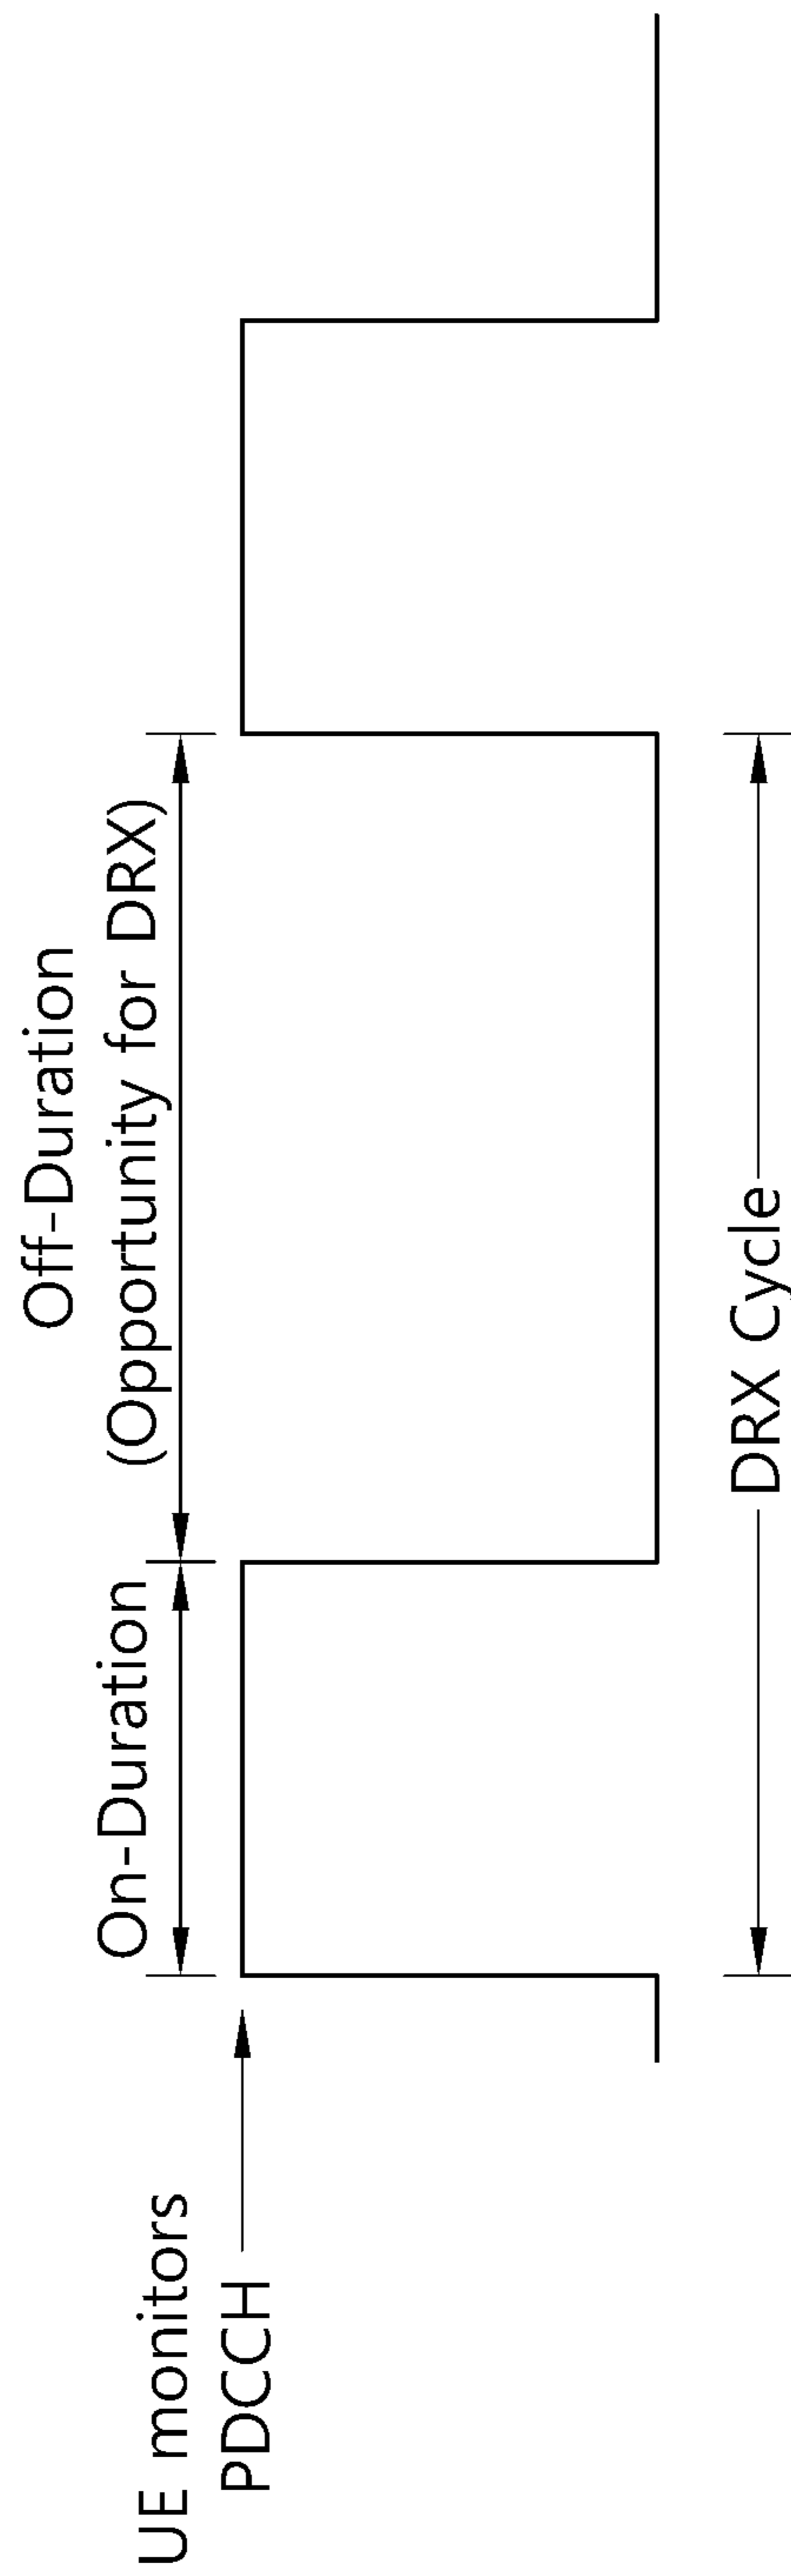 UE monitors
PDCCH
On-Duration
Off-Duration
(Opportunity for DRX)
DRX Cycle